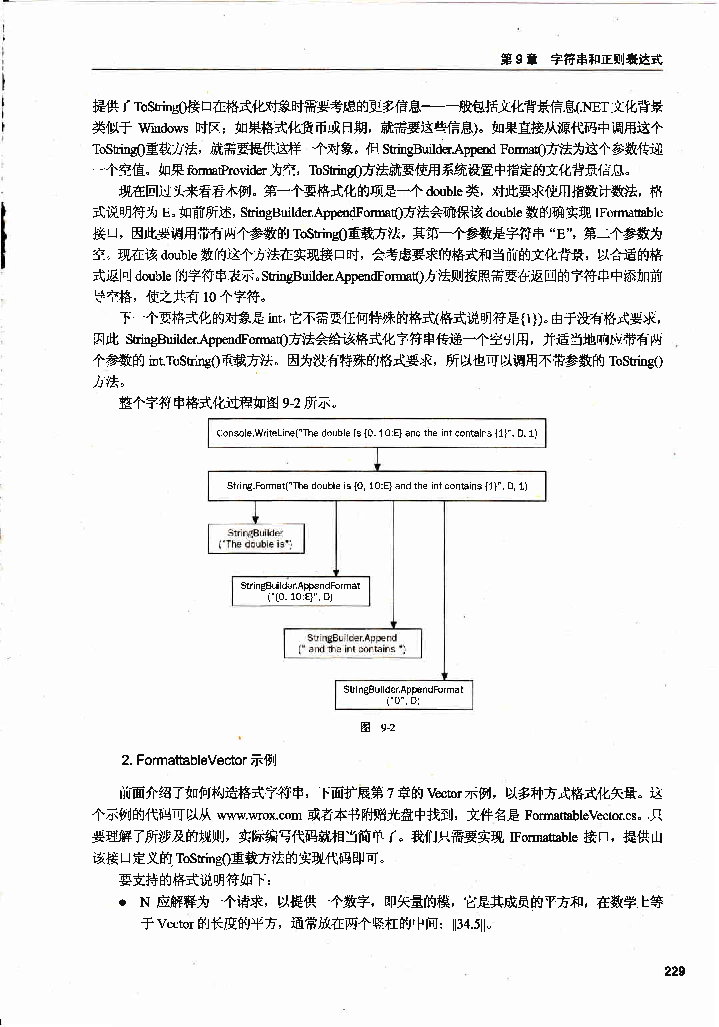 第 9 章 字符串和正则表达式
提供了 ToString()接口在格式化对象时需要考虑的更多信息——一般包括文化背景信息(.NET 文化背景
类似于 Windows 时区；如果格式化货币或日期，就需要这些信息)。如果直接从源代码中调用这个
ToString()重载方法，就需要提供这样一个对象。但 StringBuilder.Append Format()方法为这个参数传递
一个空值。如果 formatProvider 为空，ToString()方法就要使用系统设置中指定的文化背景信息。
现在回过头来看看本例。第一个要格式化的项是一个 double 类，对此要求使用指数计数法，格
式说明符为 E。如前所述，StringBuilder.AppendFormat()方法会确保该 double 数的确实现 IFormattable
接口，因此要调用带有两个参数的 ToString()重载方法，其第一个参数是字符串 “E”，第二个参数为
空。现在该 double 数的这个方法在实现接口时，会考虑要求的格式和当前的文化背景，以合适的格
式返回 double 的字符串表示。StringBuilder.AppendFormat()方法则按照需要在返回的字符串中添加前
导空格，使之共有 10 个字符。
下一个要格式化的对象是 int，它不需要任何特殊的格式(格式说明符是{1})。由于没有格式要求，
因此 StringBuilder.AppendFormat()方法会给该格式化字符串传递一个空引用，并适当地响应带有两
个参数的 int.ToString()重载方法。因为没有特殊的格式要求，所以也可以调用不带参数的 ToString()
方法。
整个字符串格式化过程如图 9-2 所示。
Console.WriteLine("The double is {0. 10:E} and the int contains {1}", D, 1)
String.Format("The double is {0, 10:E} and the int contains {1}", D, 1)
StringBuilder
("The double is")
StringBuilder.AppendFormat
("{0. 10:E}", D)
StringBuilder.Append
(" and the int contains ")
StringBuilder.AppendFormat
("0", D)
图 9-2
2. FormattableVector 示例
前面介绍了如何构造格式字符串，下面扩展第 7 章的 Vector 示例，以多种方式格式化矢量。这
个示例的代码可以从 www.wrox.com 或者本书附赠光盘中找到，文件名是 FormattableVector.cs。只
要理解了所涉及的规则，实际编写代码就相当简单了。我们只需要实现 IFormattable 接口，提供由
该接口定义的 ToString()重载方法的实现代码即可。
要支持的格式说明符如下：
● N 应解释为一个请求，以提供一个数字，即矢量的模，它是其成员的平方和，在数学上等
于 Vector 的长度的平方，通常放在两个竖杠的中间：||34.5||。
229